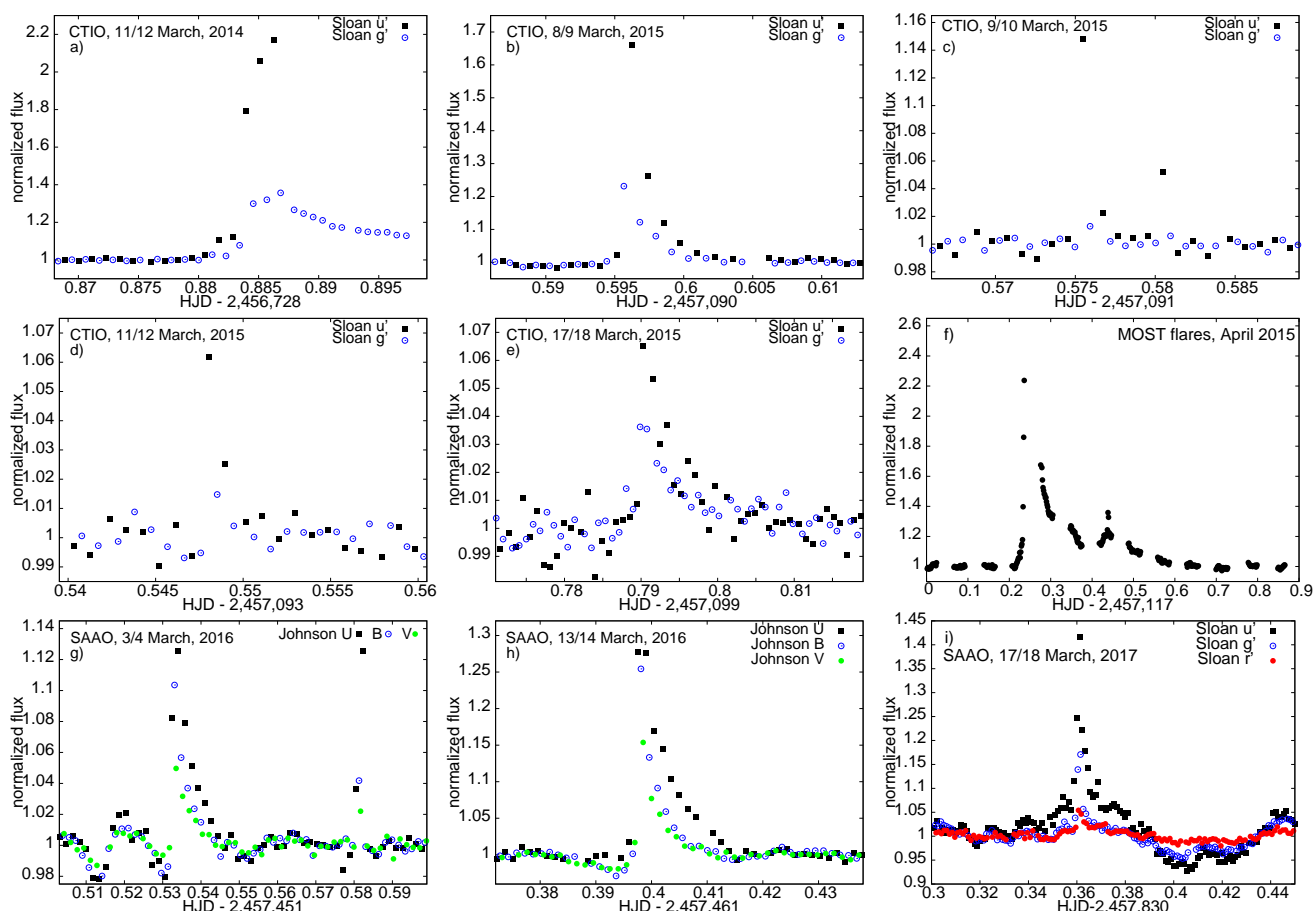 CTIO, 11/12 March, 2014
a)
Sloan u'
Sloan g'
normalized flux
2.2
2
1.8
1.6
1.4
1.2
1
0.87
0.875
0.88
0.885
0.89
0.895
HJD - 2,456,728
CTIO, 8/9 March, 2015
b)
Sloan u'
Sloan g'
normalized flux
1.7
1.6
1.5
1.4
1.3
1.2
1.1
1
0.59
0.595
0.6
0.605
0.61
HJD - 2,457,090
CTIO, 9/10 March, 2015
c)
Sloan u'
Sloan g'
normalized flux
1.16
1.14
1.12
1.1
1.08
1.06
1.04
1.02
1
0.98
0.57
0.575
0.58
0.585
HJD - 2,457,091
CTIO, 11/12 March, 2015
d)
Sloan u'
Sloan g'
normalized flux
1.07
1.06
1.05
1.04
1.03
1.02
1.01
1
0.99
0.54
0.545
0.55
0.555
0.56
HJD - 2,457,093
CTIO, 17/18 March, 2015
e)
Sloan u'
Sloan g'
normalized flux
1.07
1.06
1.05
1.04
1.03
1.02
1.01
1
0.99
0.78
0.79
0.8
0.81
HJD - 2,457,099
f)
MOST flares, April 2015
normalized flux
2.6
2.4
2.2
2
1.8
1.6
1.4
1.2
1
0 0.1 0.2 0.3 0.4 0.5 0.6 0.7 0.8 0.9
HJD - 2,457,117
SAAO, 3/4 March, 2016
g)
Johnson U B V
normalized flux
1.14
1.12
1.1
1.08
1.06
1.04
1.02
1
0.98
0.51 0.52 0.53 0.54 0.55 0.56 0.57 0.58 0.59
HJD - 2,457,451
SAAO, 13/14 March, 2016
h)
Johnson U
Johnson B
Johnson V
normalized flux
1.3
1.25
1.2
1.15
1.1
1.05
1
0.38
0.39
0.4
0.41
0.42
0.43
HJD - 2,457,461
i)
SAAO, 17/18 March, 2017
Sloan u'
Sloan g'
Sloan r'
normalized flux
1.45
1.4
1.35
1.3
1.25
1.2
1.15
1.1
1.05
1
0.95
0.9
0.3
0.32
0.34
0.36
0.38
0.4
0.42
0.44
HJD-2,457,830